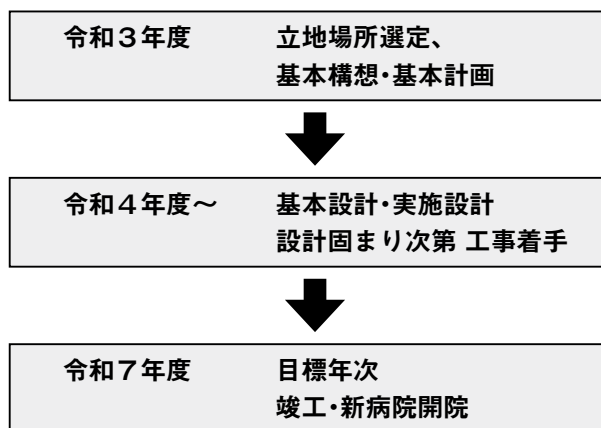 令和３年度 立地場所選定、
基本構想・基本計画
令和４年度～ 基本設計・実施設計
設計固まり次第 工事着手
令和７年度 目標年次
竣工・新病院開院